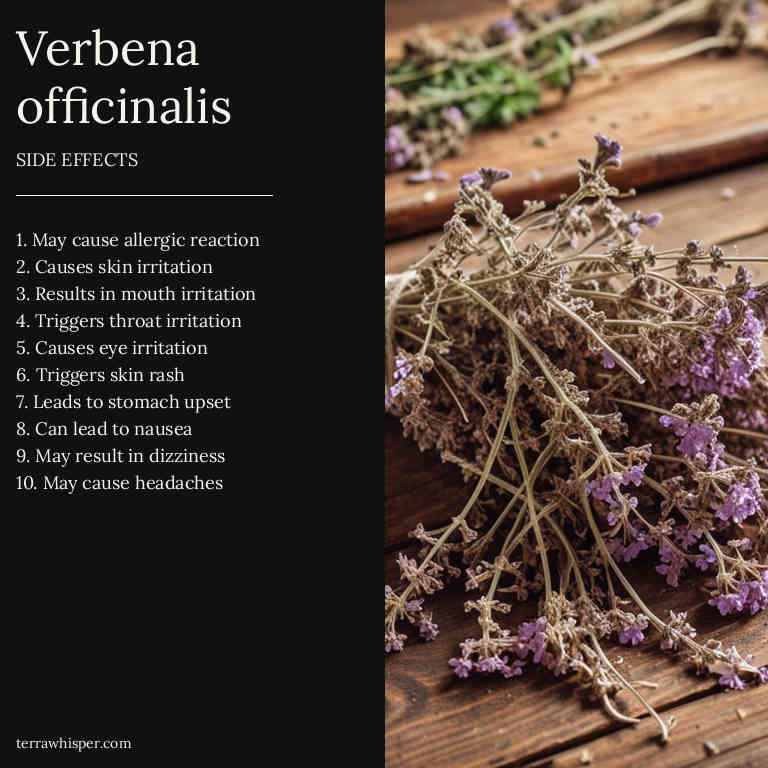 Verbena
officinalis
SIDE EFFECTS
1. May cause allergic reaction
2. Causes skin irritation
3. Results in mouth irritation
4. Triggers throat irritation
5. Causes eye irritation
6. Triggers skin rash
7. Leads to stomach upset
8. Can lead to nausea
9. May result in dizziness
10. May cause headaches
terrawhisper.com